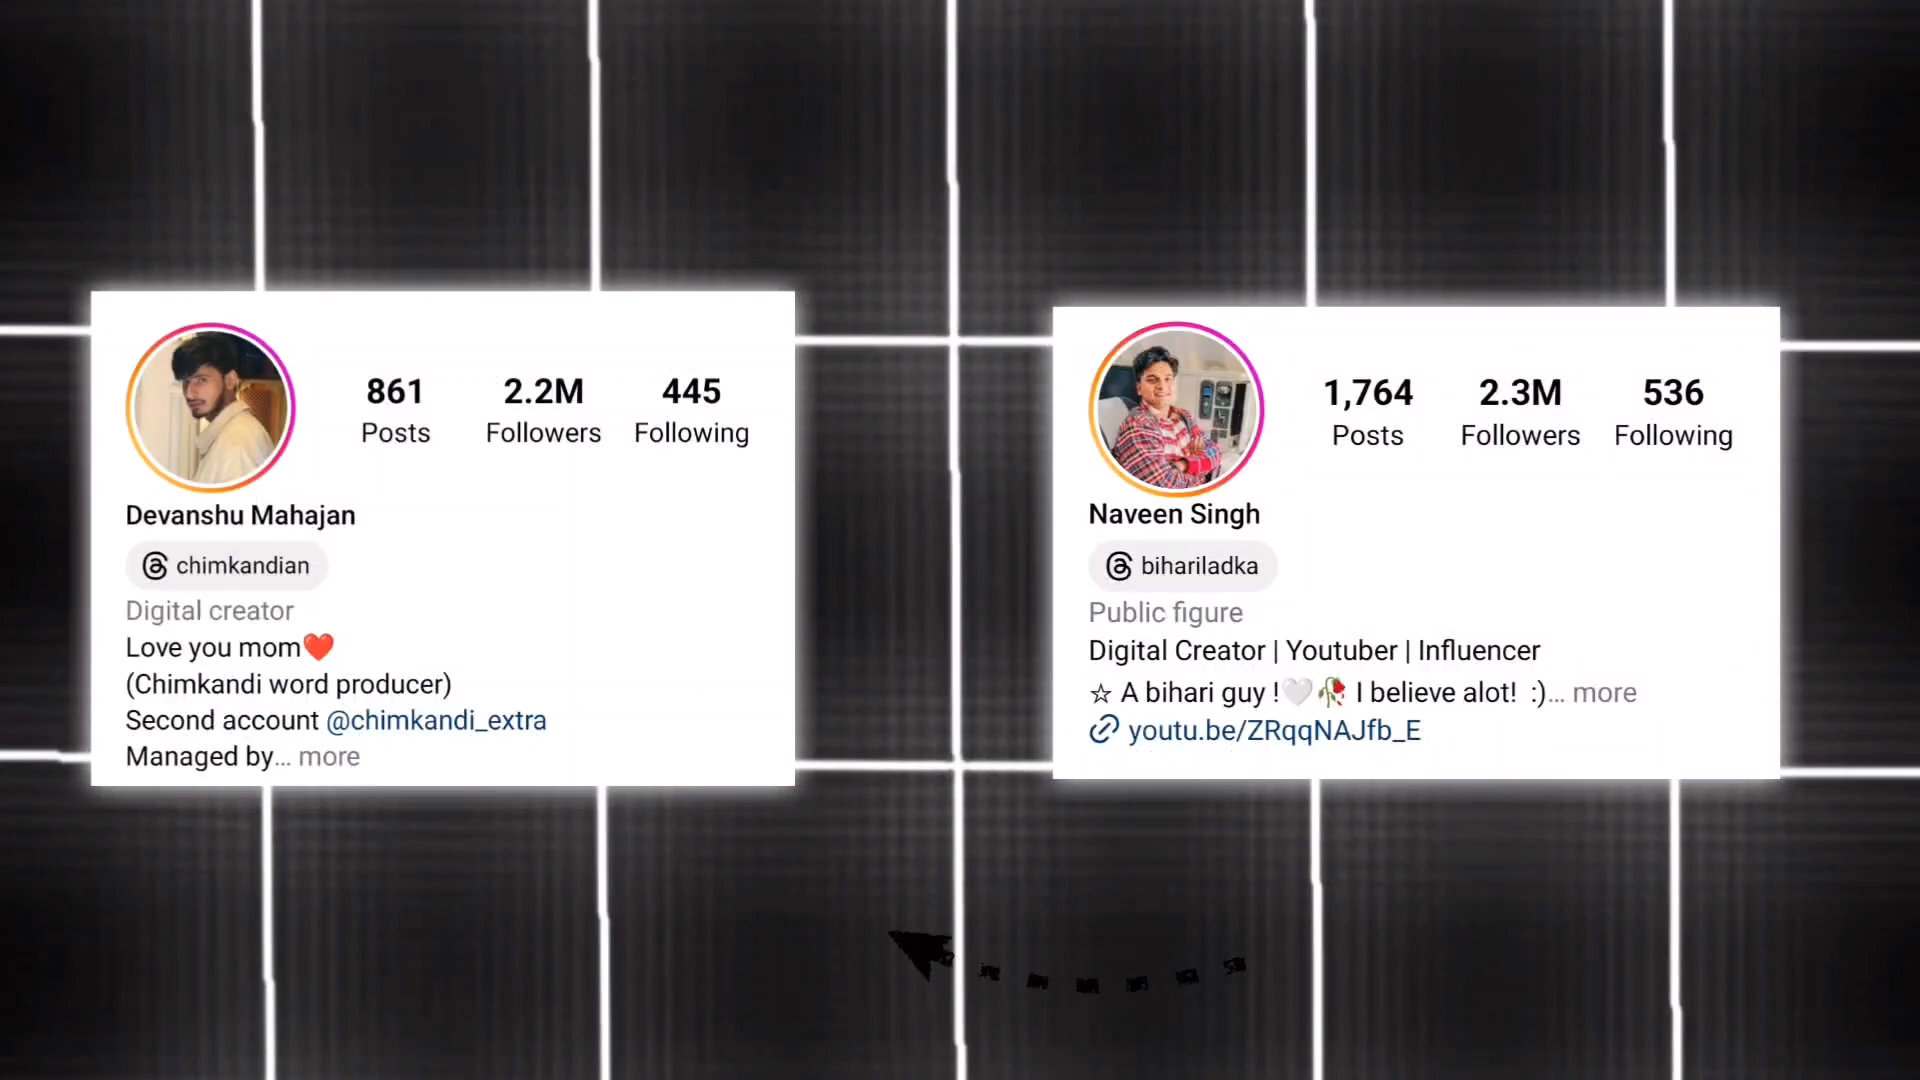 861 2.2M 445
Posts Followers Following
Devanshu Mahajan
chimkandian
Digital creator
Love you mom❤️
(Chimkandi word producer)
Second account @chimkandi_extra
Managed by... more
1,764 2.3M 536
Posts Followers Following
Naveen Singh
bihariladka
Public figure
Digital Creator | Youtuber | Influencer
☆ A bihari guy !🤍🥀 I believe alot! :)... more
youtu.be/ZRqqNAJfb_E